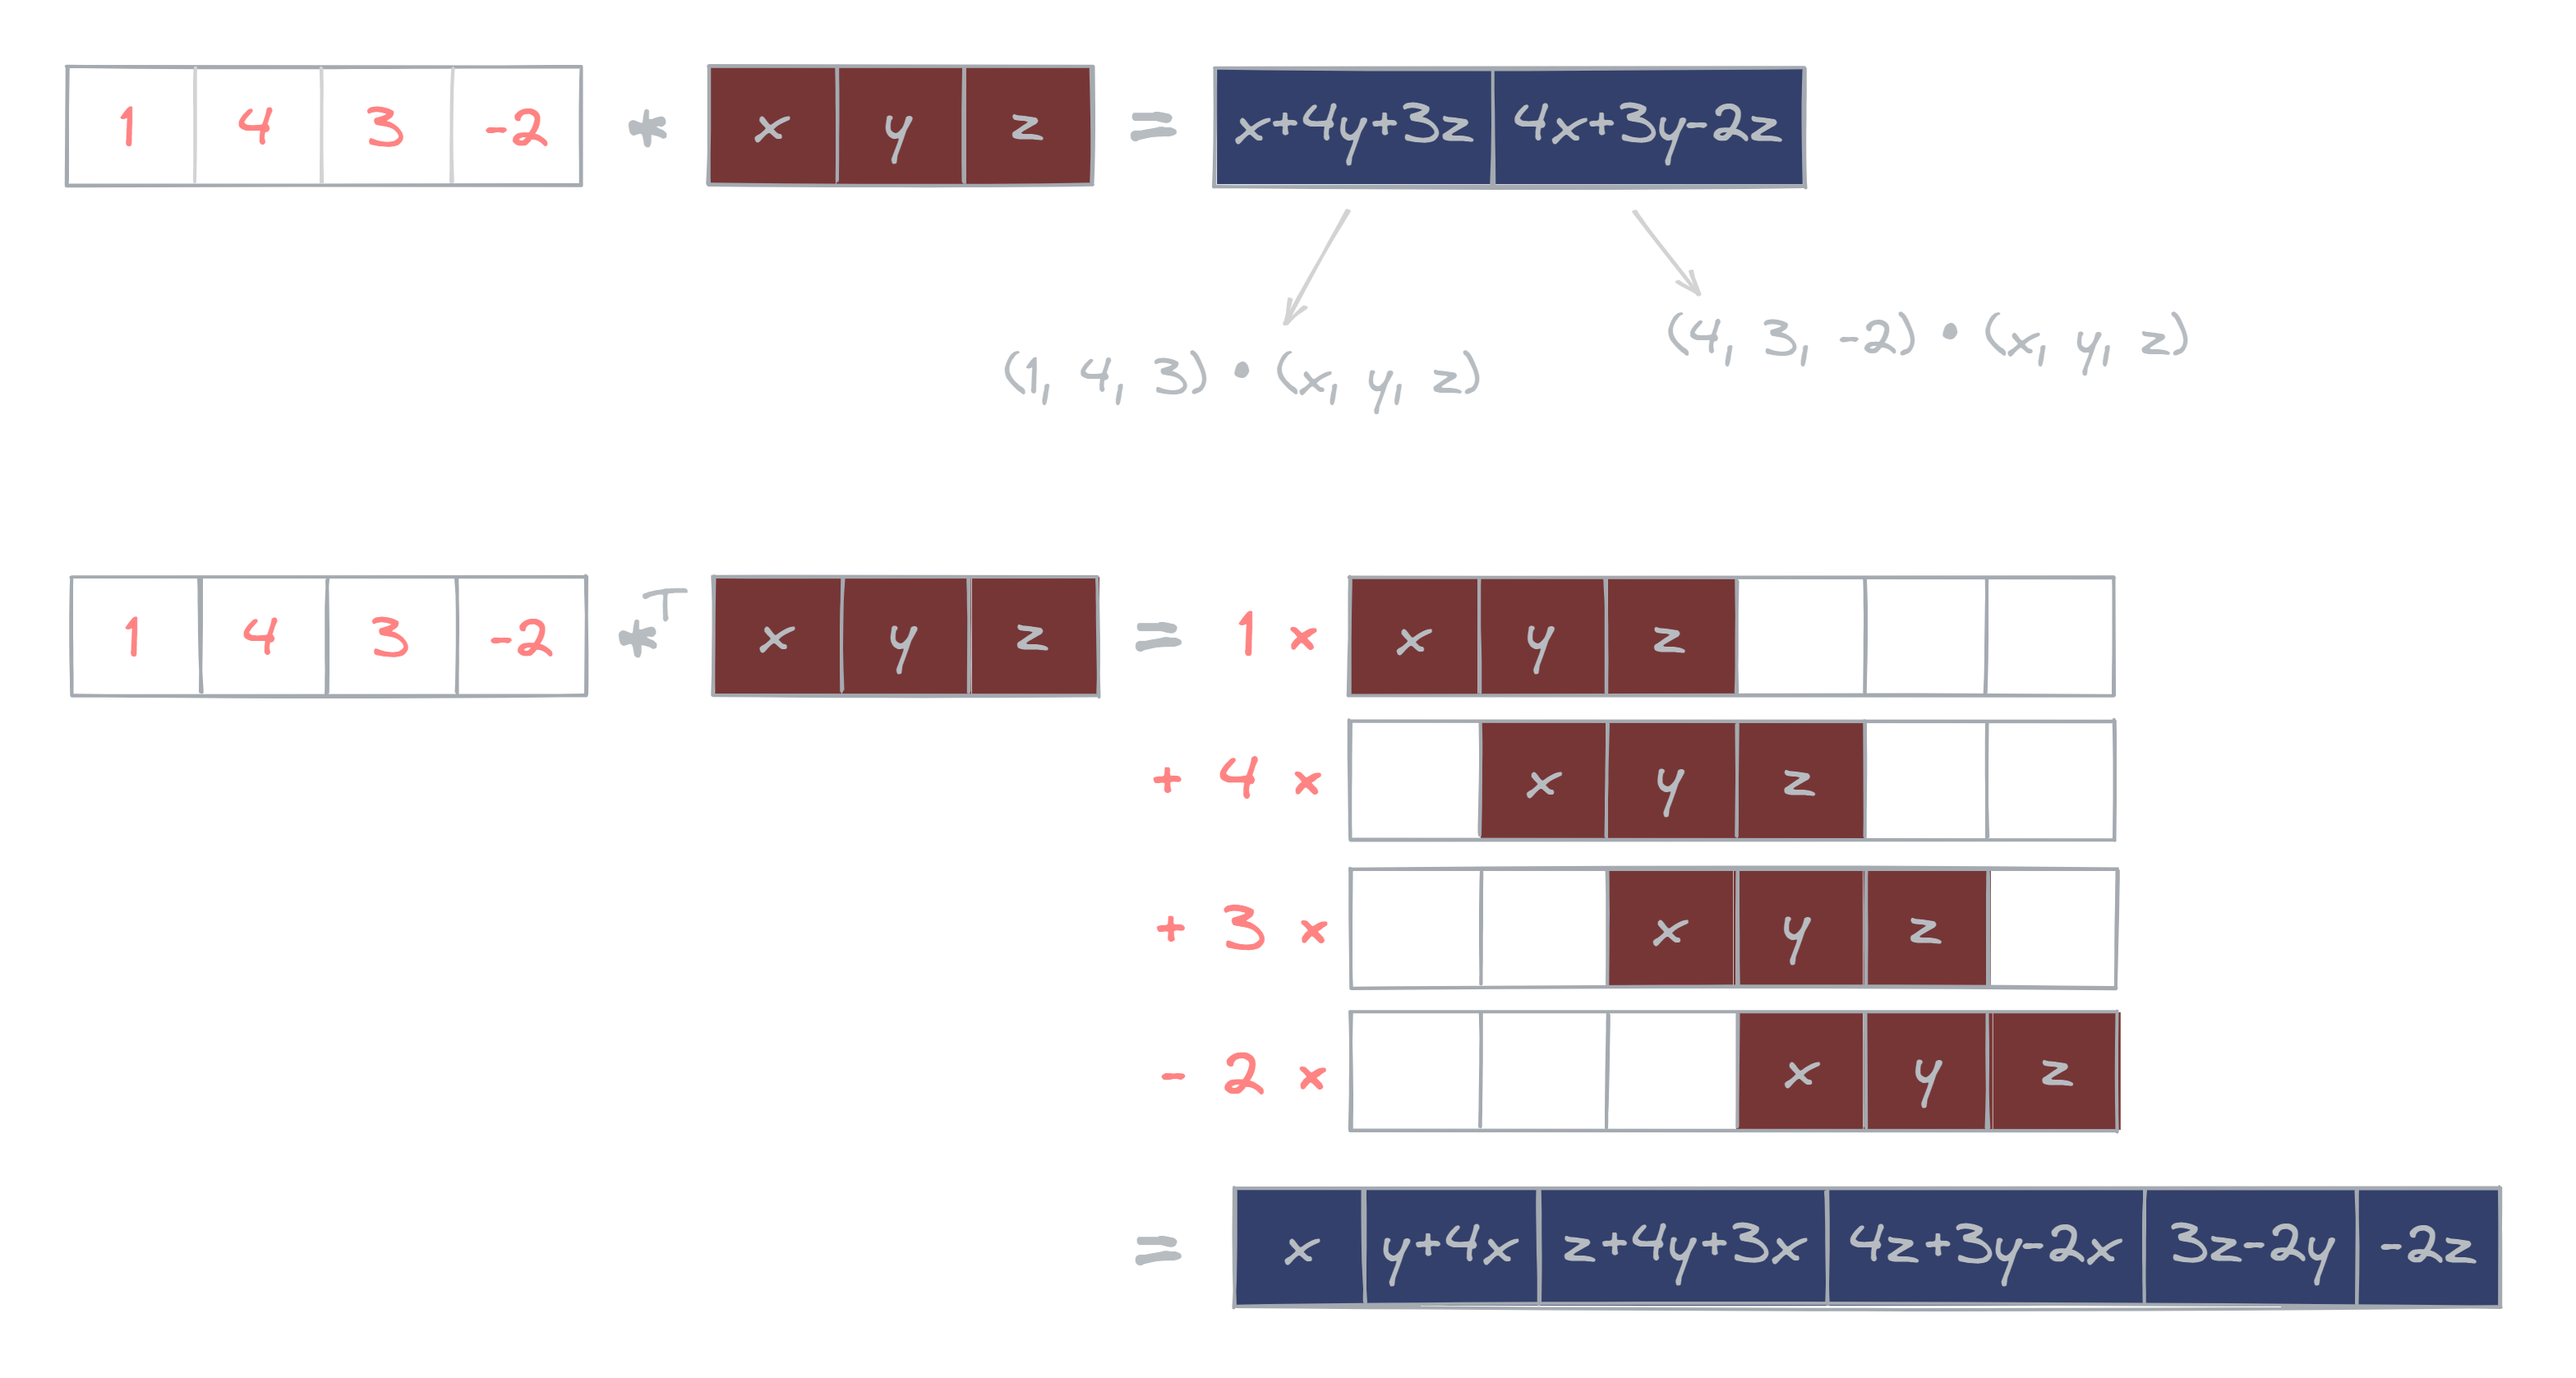 1 4 3 -2 * x y z = x+4y+3z 4x+3y-2z
(1, 4, 3) • (x, y, z) (4, 3, -2) • (x, y, z)
1 4 3 -2 *T x y z = 1 × x y z
+ 4 × x y z
+ 3 × x y z
- 2 × x y z
= x y+4x z+4y+3x 4z+3y-2x 3z-2y -2z